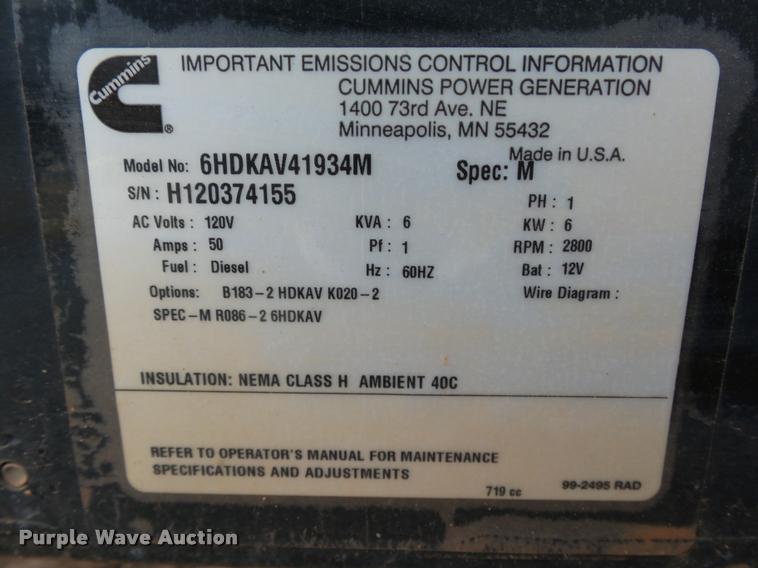 Cummins
®
IMPORTANT EMISSIONS CONTROL INFORMATION
CUMMINS POWER GENERATION
1400 73rd Ave. NE
Minneapolis, MN 55432
Made in U.S.A.
Model No: 6HDKAV41934M Spec: M
S/N : H120374155 PH : 1
AC Volts : 120V KVA : 6 KW : 6
Amps : 50 Pf : 1 RPM : 2800
Fuel : Diesel Hz : 60HZ Bat : 12V
Options: B183-2 HDKAV K020-2 Wire Diagram :
SPEC-M R086-2 6HDKAV
INSULATION: NEMA CLASS H AMBIENT 40C
REFER TO OPERATOR'S MANUAL FOR MAINTENANCE
SPECIFICATIONS AND ADJUSTMENTS
719 cc 99-2495 RAD
Purple Wave Auction